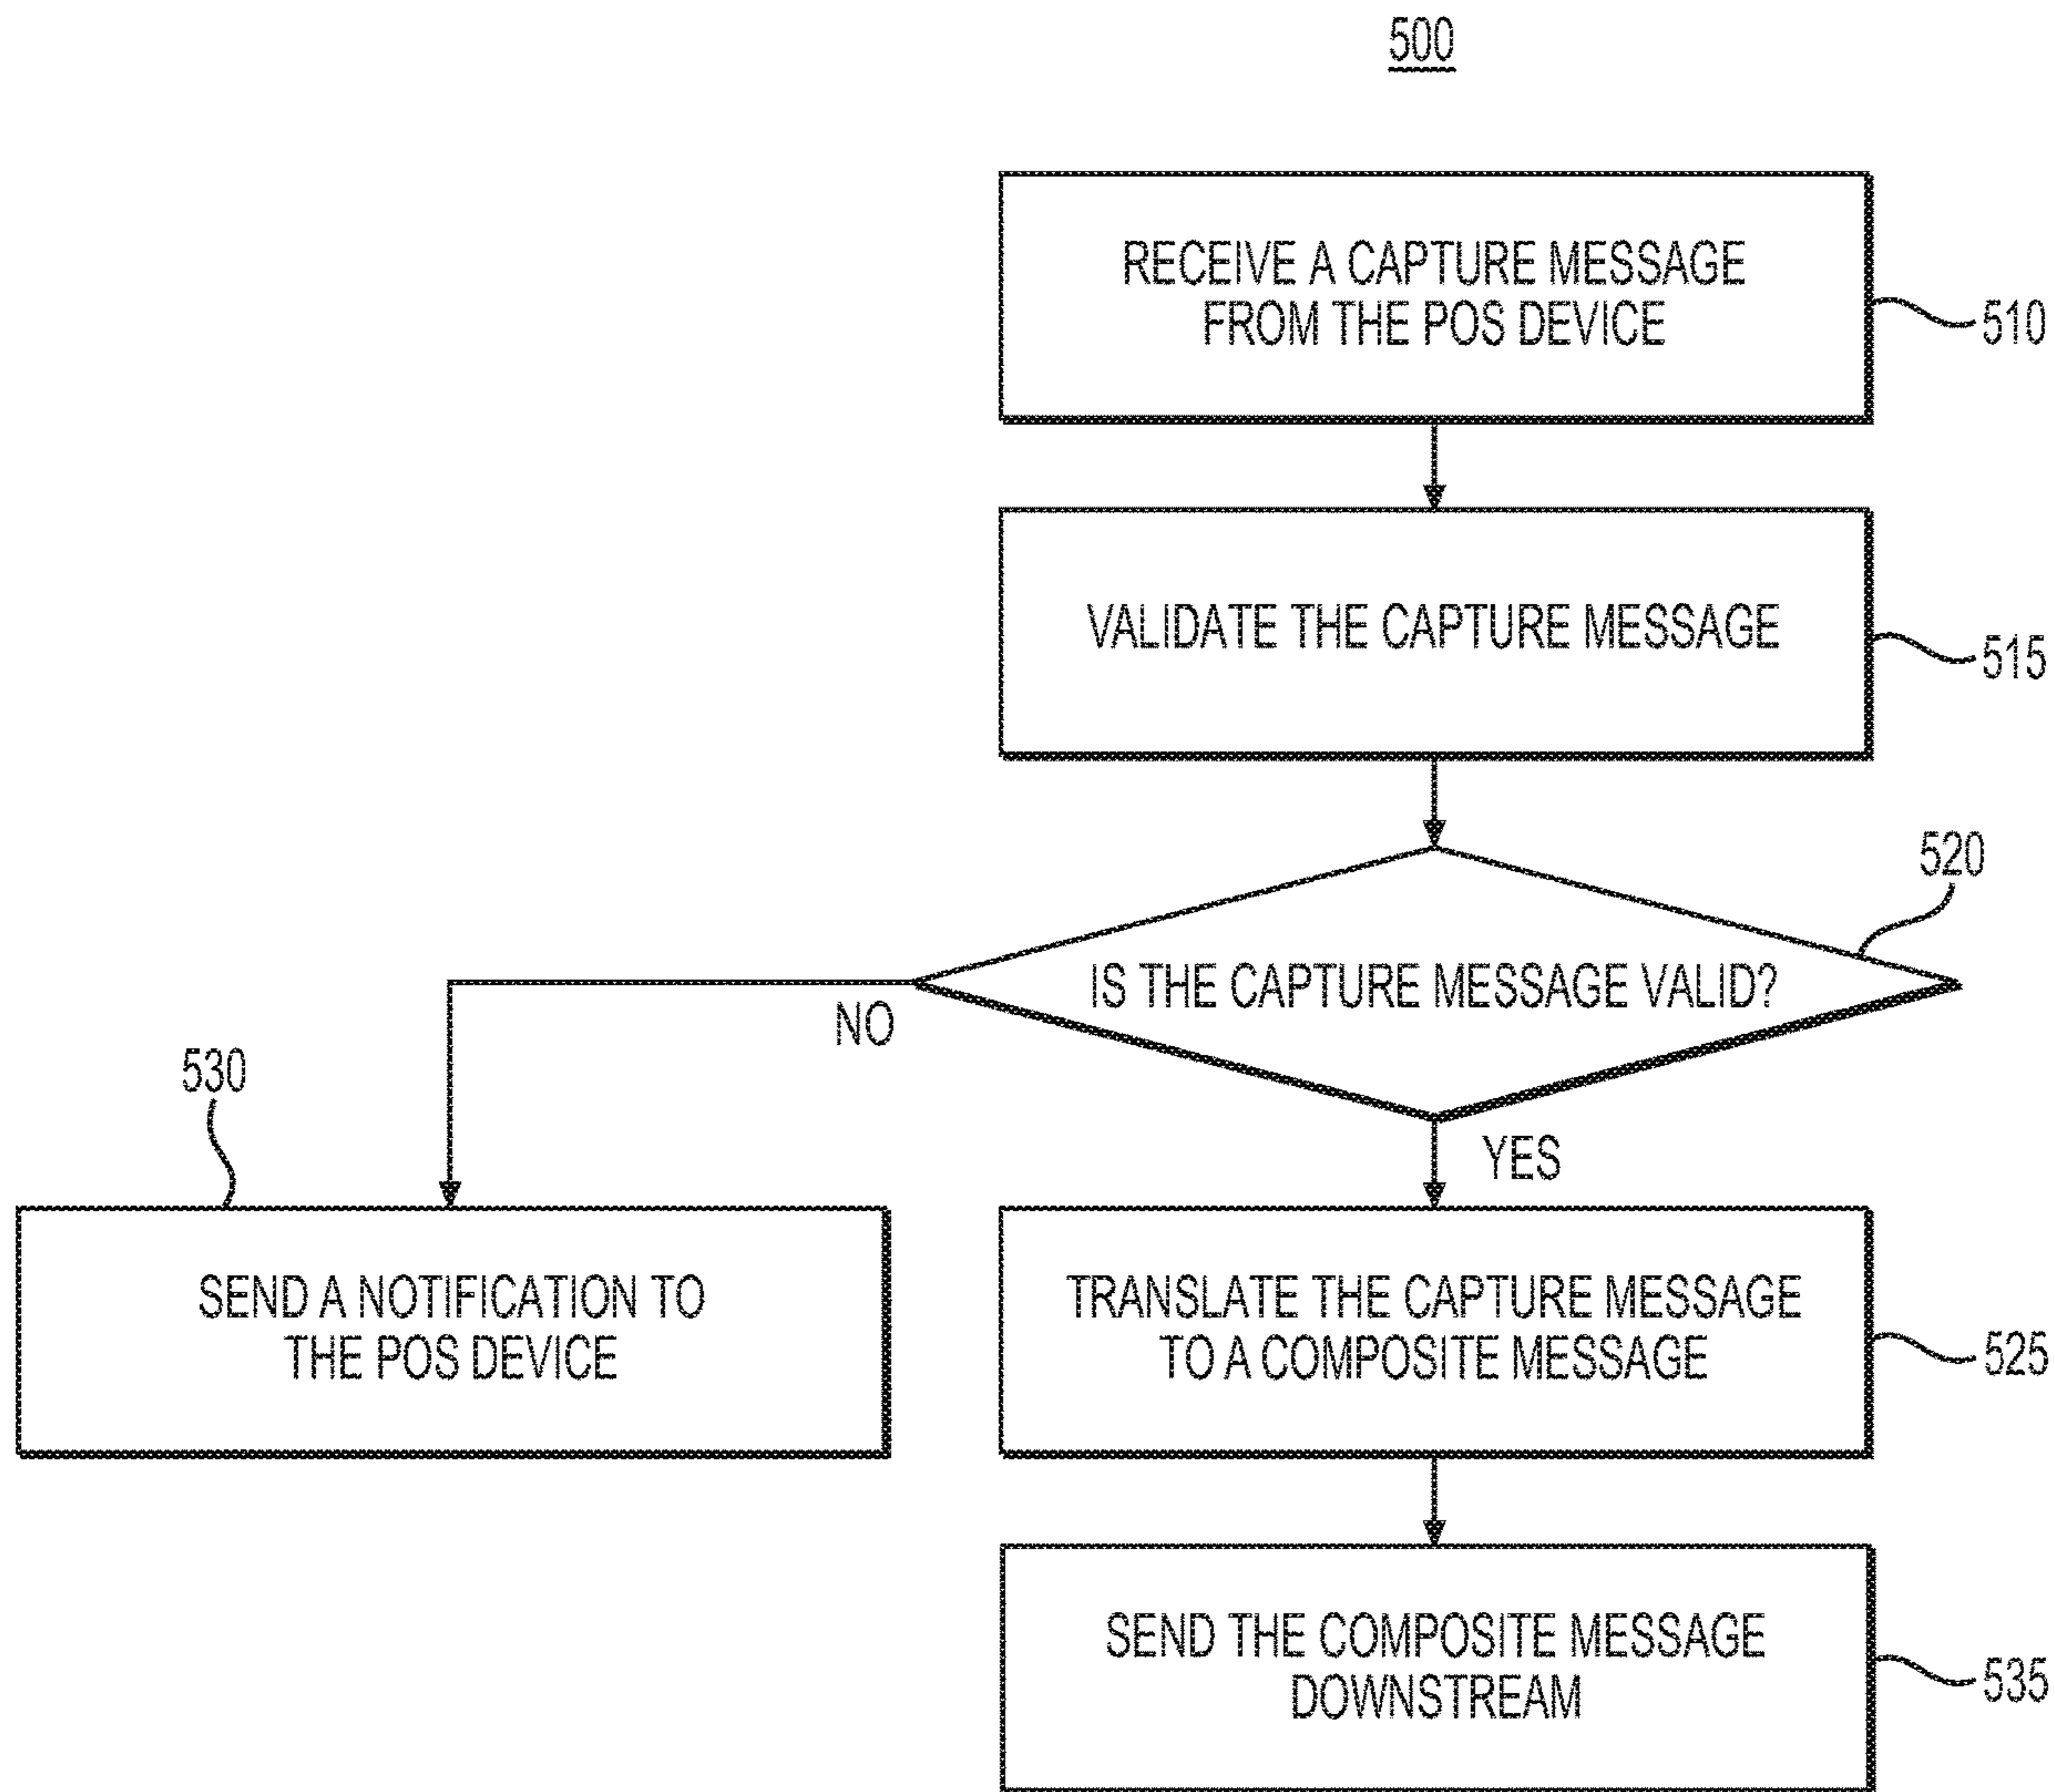 500
RECEIVE A CAPTURE MESSAGE
FROM THE POS DEVICE
510
VALIDATE THE CAPTURE MESSAGE
515
520
IS THE CAPTURE MESSAGE VALID?
NO
YES
530
SEND A NOTIFICATION TO
THE POS DEVICE
TRANSLATE THE CAPTURE MESSAGE
TO A COMPOSITE MESSAGE
525
SEND THE COMPOSITE MESSAGE
DOWNSTREAM
535